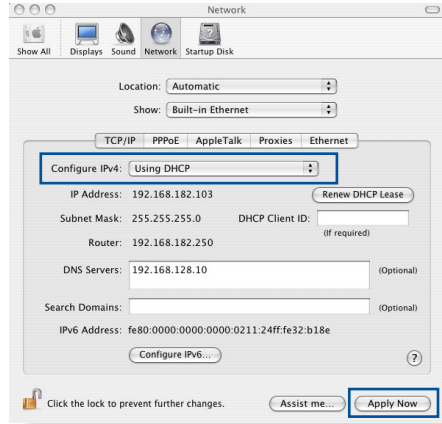 Network
Show All Displays Sound Network Startup Disk
Location: Automatic
Show: Built-in Ethernet
TCP/IP PPPoE AppleTalk Proxies Ethernet
Configure IPv4: Using DHCP
IP Address: 192.168.182.103 Renew DHCP Lease
Subnet Mask: 255.255.255.0 DHCP Client ID:
(If required)
Router: 192.168.182.250
DNS Servers: 192.168.128.10 (Optional)
Search Domains: (Optional)
IPv6 Address: fe80:0000:0000:0000:0211:24ff:fe32:b18e
Configure IPv6... ?
Click the lock to prevent further changes. Assist me... Apply Now